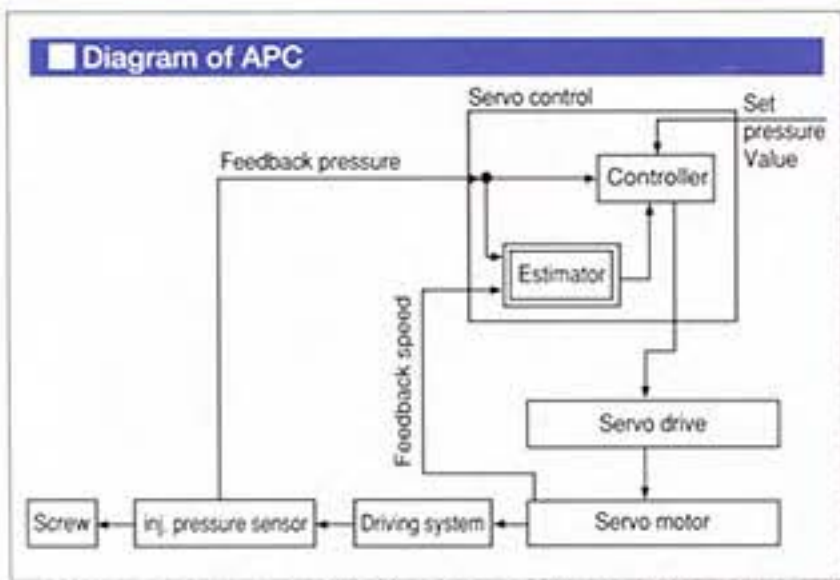 Diagram of APC
Servo control
Set
pressure
Value
Feedback pressure
Controller
Estimator
Feedback speed
Servo drive
Screw
inj. pressure sensor
Driving system
Servo motor